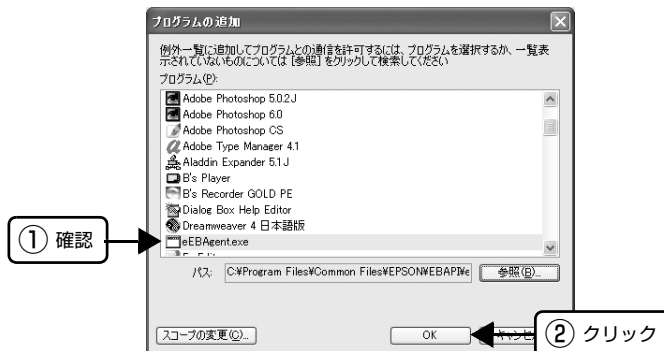 プログラムの追加
例外一覧に追加してプログラムとの通信を許可するには、プログラムを選択するか、一覧表
示されていないものについては [参照] をクリックして検索してください
プログラム(P):
Adobe Photoshop 5.0.2J
Adobe Photoshop 6.0
Adobe Photoshop CS
Adobe Type Manager 4.1
Aladdin Expander 5.1 J
B's Player
B's Recorder GOLD PE
Dialog Box Help Editor
Dreamweaver 4 日本語版
① 確認
eEBAgent.exe
パス: C:¥Program Files¥Common Files¥EPSON¥EBAPI¥e 参照(B)...
スコープの変更(C)... OK
② クリック